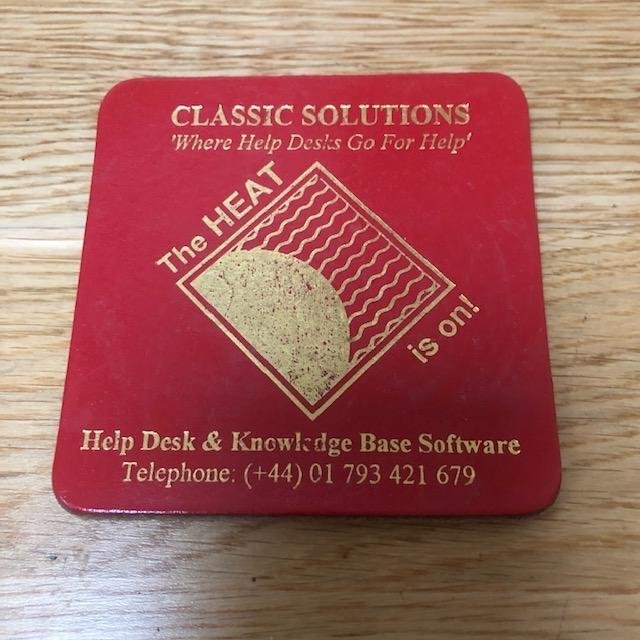 CLASSIC SOLUTIONS
'Where Help Desks Go For Help'
The HEAT
is on!
Help Desk & Knowledge Base Software
Telephone: (+44) 01 793 421 679